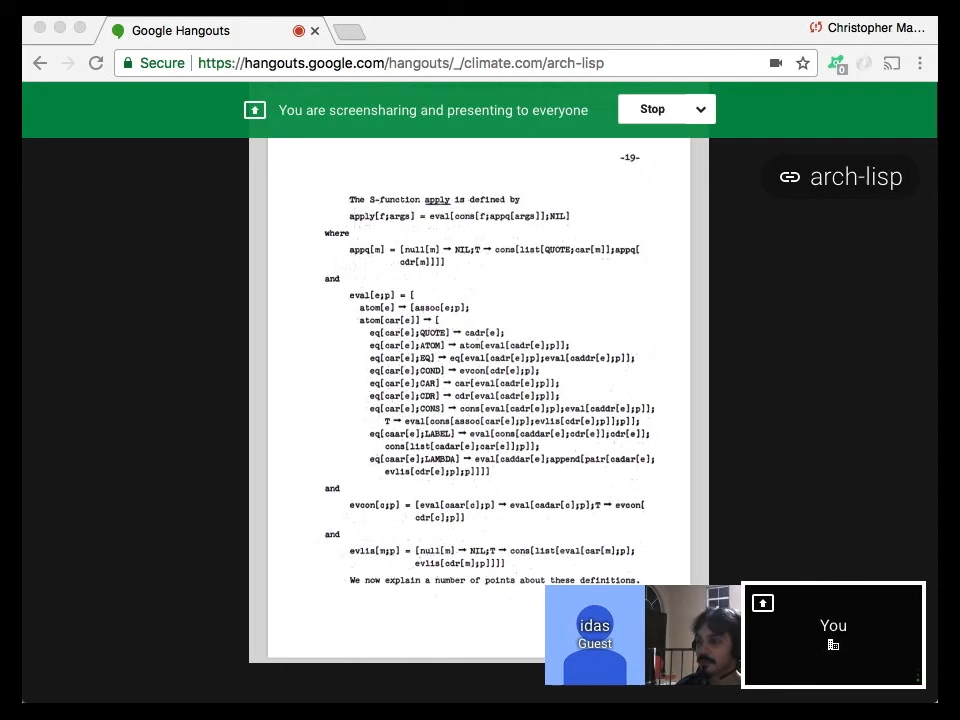 Google Hangouts
Christopher Ma...
Secure
https://hangouts.google.com/hangouts/_/climate.com/arch-lisp
0
You are screensharing and presenting to everyone
Stop
arch-lisp
-19-
The S-function apply is defined by
apply[f;args] = eval[cons[f;appq[args]];NIL]
where
appq[m] = [null[m] → NIL;T → cons[list[QUOTE;car[m]];appq[
cdr[m]]]]
and
eval[e;p] = [
atom[e] → [assoc[e;p];
atom[car[e]] → [
eq[car[e];QUOTE] → cadr[e];
eq[car[e];ATOM] → atom[eval[cadr[e];p]];
eq[car[e];EQ] → eq[eval[cadr[e];p];eval[caddr[e];p]];
eq[car[e];COND] → evcon[cdr[e];p];
eq[car[e];CAR] → car[eval[cadr[e];p]];
eq[car[e];CDR] → cdr[eval[cadr[e];p]];
eq[car[e];CONS] → cons[eval[cadr[e];p];eval[caddr[e];p]];
T → eval[cons[assoc[car[e];p];evlis[cdr[e];p]];p]];
eq[caar[e];LABEL] → eval[cons[caddar[e];cdr[e]];cdr[e]];
cons[list[cadar[e];car[e]];p]];
eq[caar[e];LAMBDA] → eval[caddar[e];append[pair[cadar[e];
evlis[cdr[e];p];p]]]]
and
evcon[c;p] = [eval[caar[c];p] → eval[cadar[c];p];T → evcon[
cdr[c];p]]
and
evlis[m;p] = [null[m] → NIL;T → cons[list[eval[car[m];p];
evlis[cdr[m];p]]]]
We now explain a number of points about these definitions.
idas
Guest
You